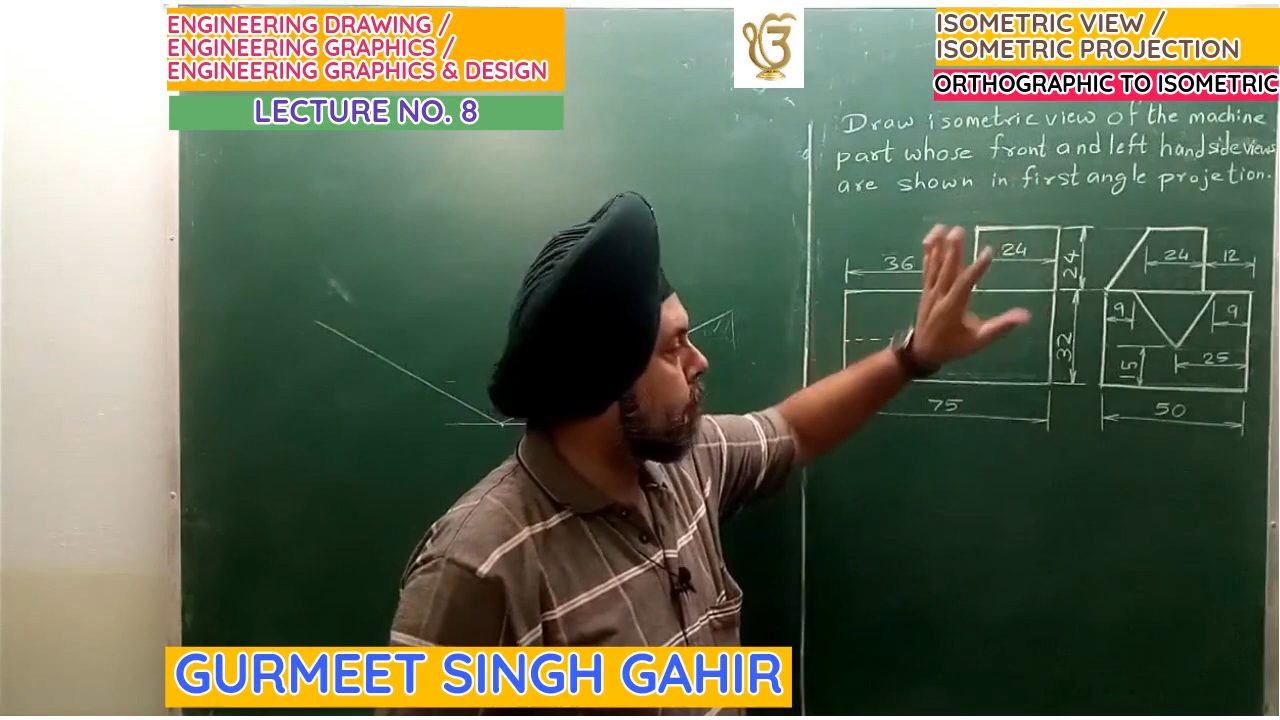 ENGINEERING DRAWING /
ENGINEERING GRAPHICS /
ENGINEERING GRAPHICS & DESIGN
LECTURE NO. 8
ੴ
ISOMETRIC VIEW /
ISOMETRIC PROJECTION
ORTHOGRAPHIC TO ISOMETRIC
Draw isometric view of the machine
part whose front and left hand side views
are shown in first angle projetion.
36 24 24 24 12
9 9
32
15 25
75 50
GURMEET SINGH GAHIR